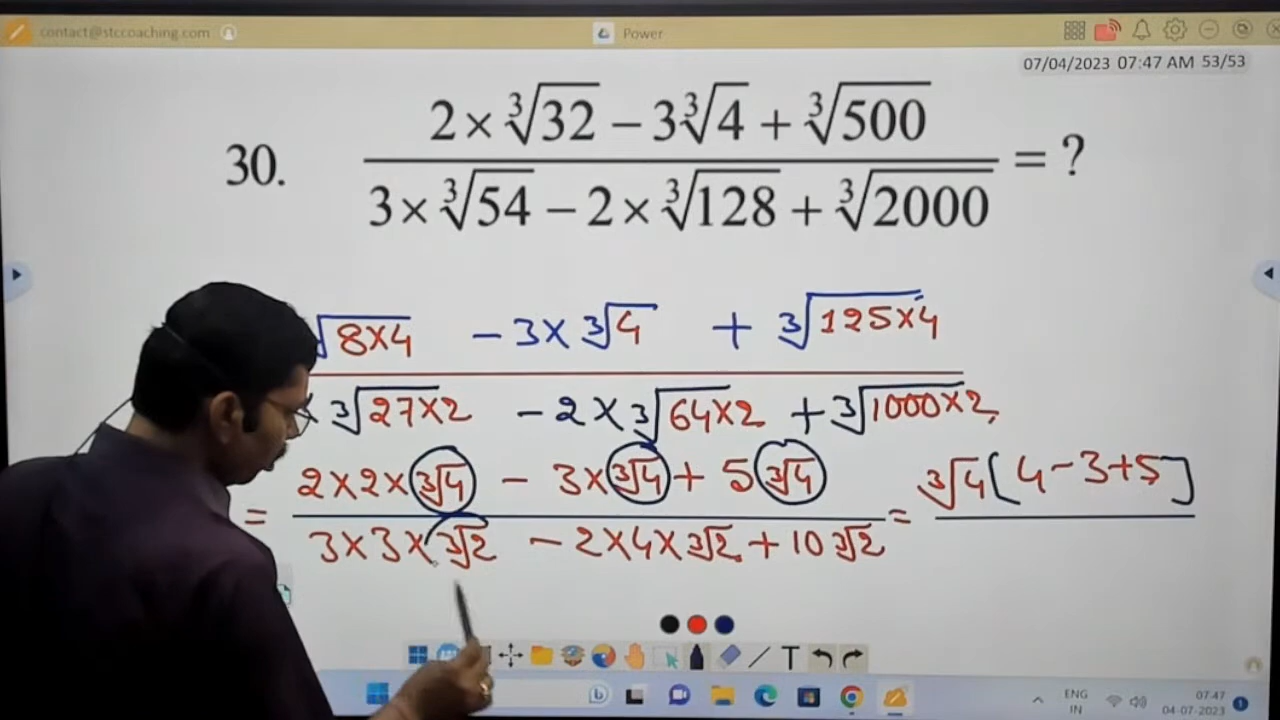 contact@stccoaching.com
Power
07/04/2023 07:47 AM 53/53
30. (2 × ∛32 − 3∛4 + ∛500) / (3 × ∛54 − 2 × ∛128 + ∛2000) = ?
√8×4 − 3 × ∛4 + ∛125×4
× ∛27×2 − 2 × ∛64×2 + ∛1000×2
= (2×2×∛4 − 3×∛4 + 5∛4) / (3×3×∛2 − 2×4×∛2 + 10∛2) = ∛4[4−3+5]
T
ENG
IN
07:47
04-07-2023